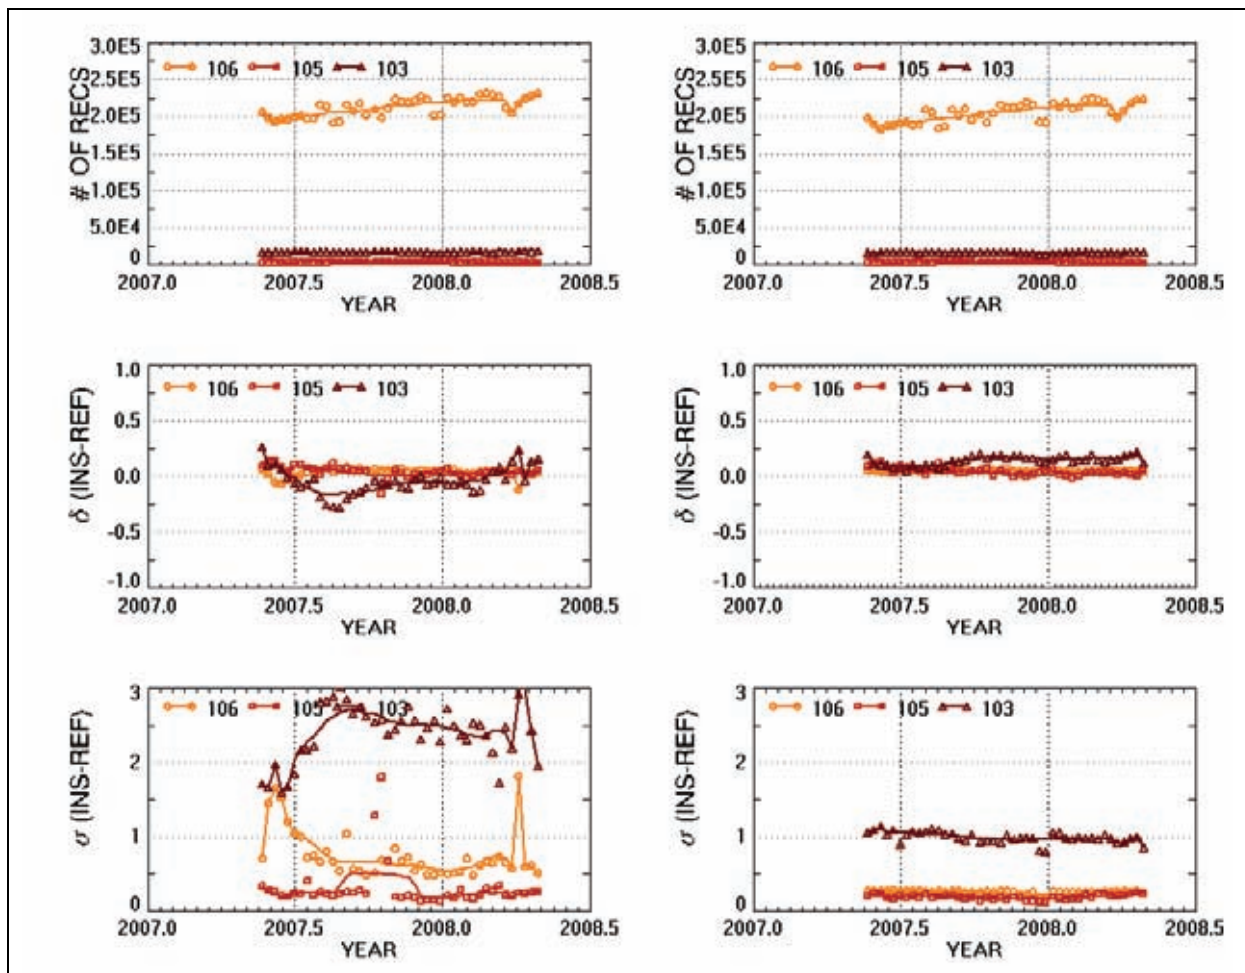 3.0E5
106 105 103
2.5E5
2.0E5
1.5E5
1.0E5
5.0E4
0
# OF RECS
2007.0 2007.5 2008.0 2008.5
YEAR
3.0E5
106 105 103
2.5E5
2.0E5
1.5E5
1.0E5
5.0E4
0
# OF RECS
2007.0 2007.5 2008.0 2008.5
YEAR
1.0
106 105 103
0.5
0.0
-0.5
-1.0
δ (INS-REF)
2007.0 2007.5 2008.0 2008.5
YEAR
1.0
106 105 103
0.5
0.0
-0.5
-1.0
δ (INS-REF)
2007.0 2007.5 2008.0 2008.5
YEAR
3
106 105 103
2
1
0
σ (INS-REF)
2007.0 2007.5 2008.0 2008.5
YEAR
3
106 105 103
2
1
0
σ (INS-REF)
2007.0 2007.5 2008.0 2008.5
YEAR